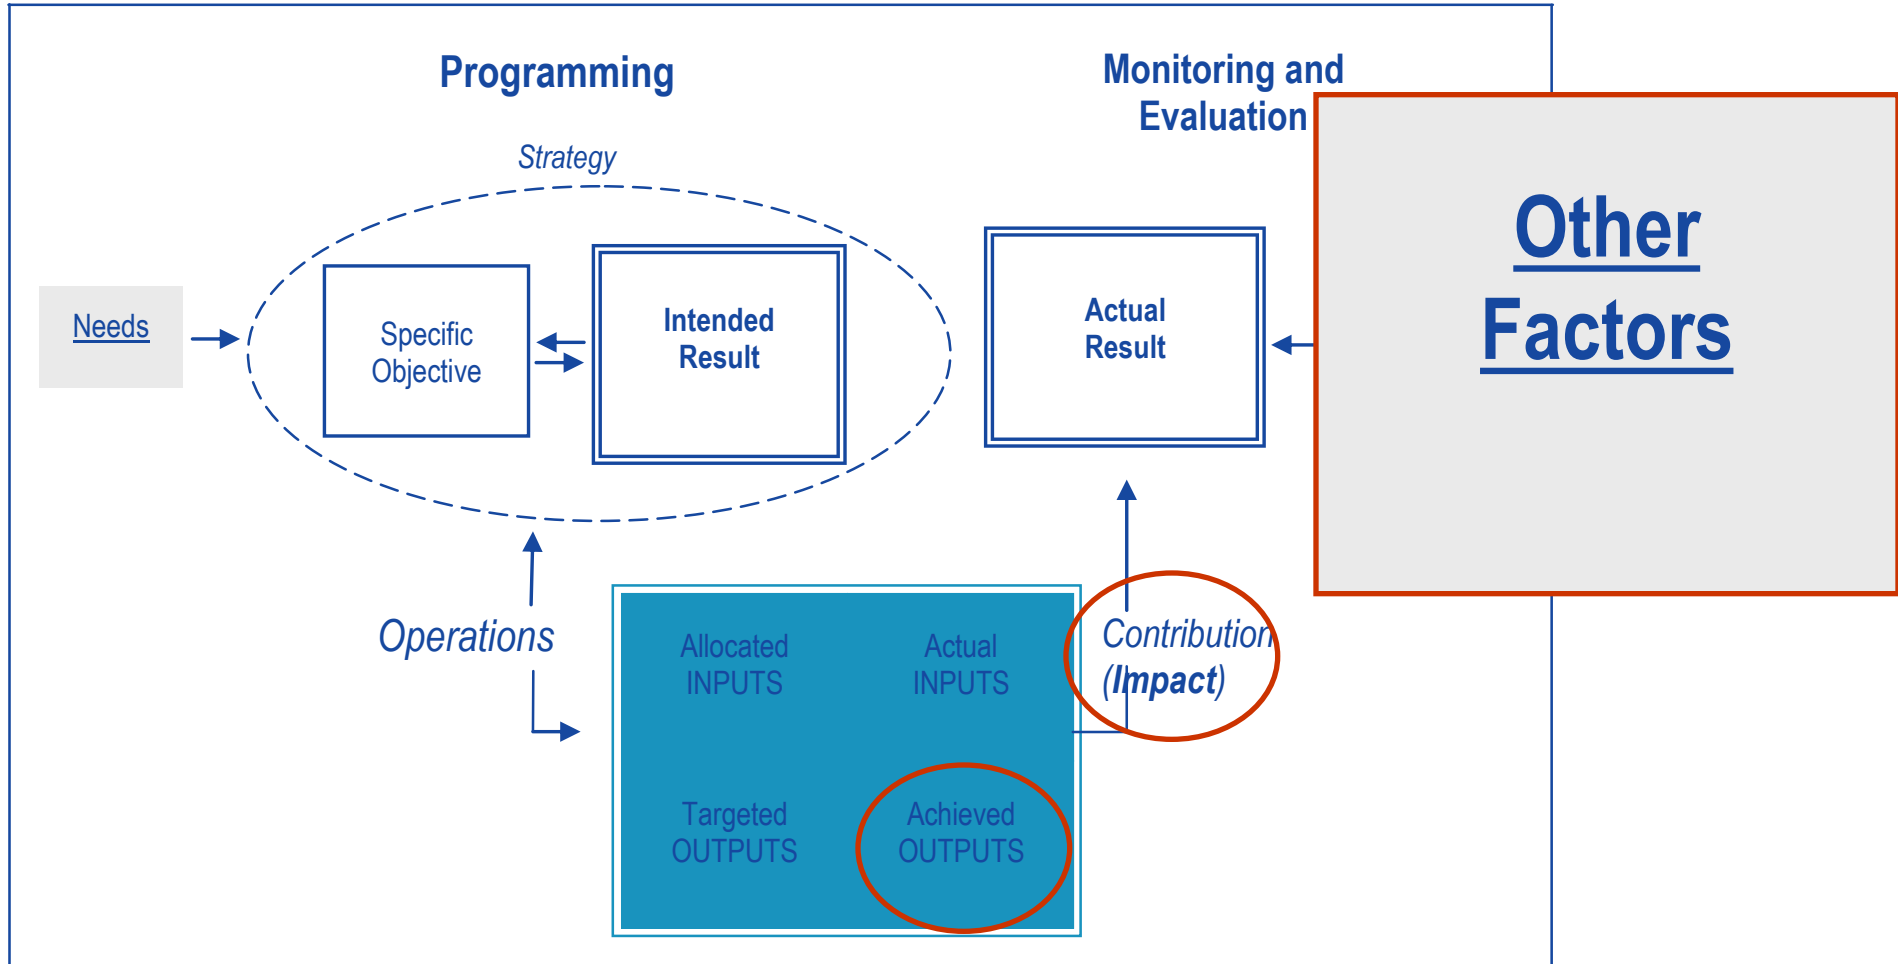 Programming
Monitoring and
Evaluation
Strategy
Needs
Specific
Objective
Intended
Result
Actual
Result
Other
Factors
Operations
Allocated
INPUTS
Actual
INPUTS
Contribution
(Impact)
Targeted
OUTPUTS
Achieved
OUTPUTS